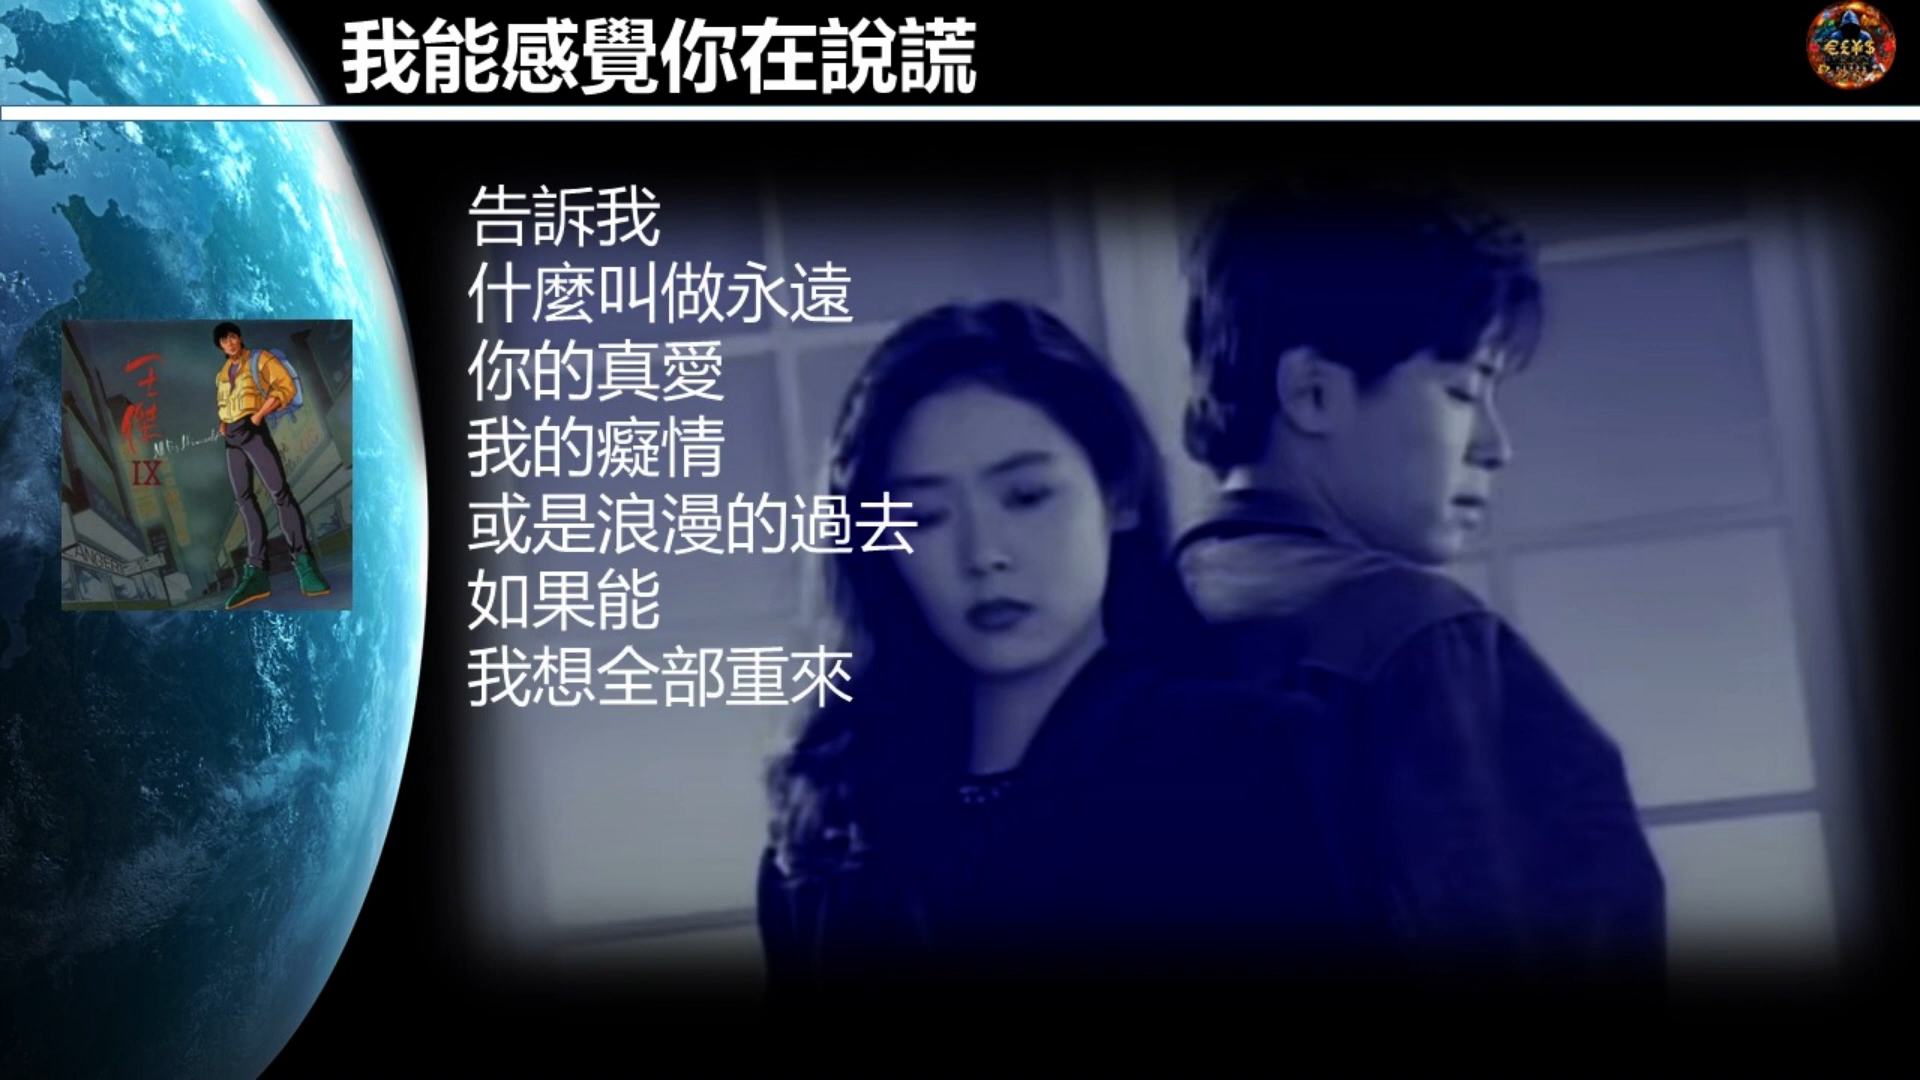 我能感覺你在說謊
€£¥$
告訴我
什麼叫做永遠
你的真愛
我的癡情
或是浪漫的過去
如果能
我想全部重來
王傑
IX